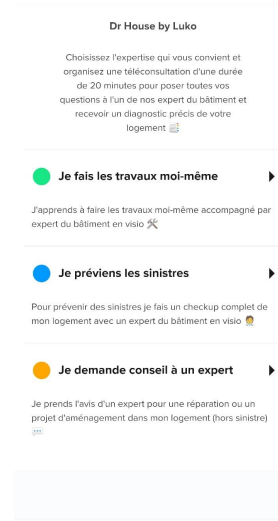 Dr House by Luko
Choisissez l'expertise qui vous convient et
organisez une téléconsultation d'une durée
de 20 minutes pour poser toutes vos
questions à l'un de nos expert du bâtiment et
recevoir un diagnostic précis de votre
logement 📑
Je fais les travaux moi-même
J'apprends à faire les travaux moi-même accompagné par
expert du bâtiment en visio 🛠️
Je préviens les sinistres
Pour prévenir des sinistres je fais un checkup complet de
mon logement avec un expert du bâtiment en visio 🧑‍⚕️
Je demande conseil à un expert
Je prends l'avis d'un expert pour une réparation ou un
projet d'aménagement dans mon logement (hors sinistre)
💬